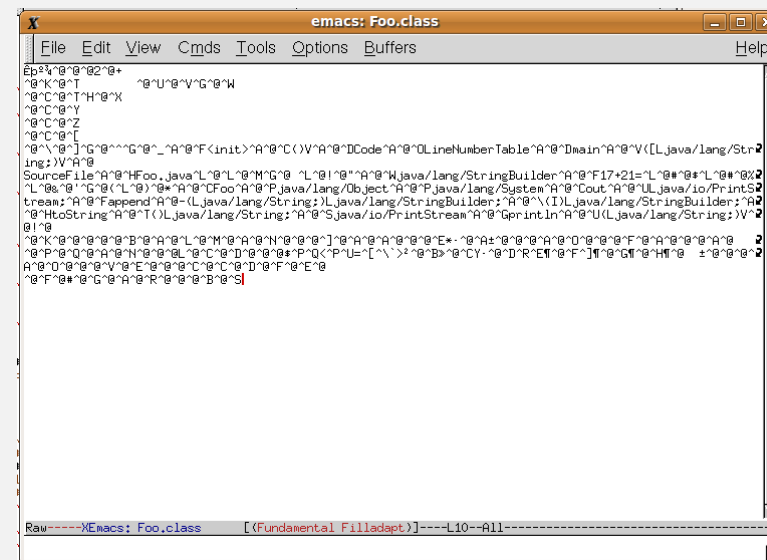 emacs: Foo.class
File Edit View Cmds Tools Options Buffers Help
Êþº¾^@^@^@2^@+
^@^K^@^T ^@^U^@^V^G^@^W
^@^C^@^T^H^@^X
^@^C^@^Y
^@^C^@^Z
^@^C^@^[
^@^\^@^]^G^@^^^G^@^_^A^@^F<init>^A^@^C()V^A^@^DCode^A^@^OLineNumberTable^A^@^Dmain^A^@^V([Ljava/lang/Str
ing;)V^A^@
SourceFile^A^@^HFoo.java^L^@^L^@^M^G^@ ^L^@!^@"^A^@^Wjava/lang/StringBuilder^A^@^F17+21=^L^@#^@$^L^@#^@%
^L^@&^@'^G^@(^L^@)^@*^A^@^CFoo^A^@^Pjava/lang/Object^A^@^Pjava/lang/System^A^@^Cout^A^@^ULjava/io/PrintS
tream;^A^@^Fappend^A^@-(Ljava/lang/String;)Ljava/lang/StringBuilder;^A^@^\(I)Ljava/lang/StringBuilder;^A
^@^HtoString^A^@^T()Ljava/lang/String;^A^@^Sjava/io/PrintStream^A^@^Gprintln^A^@^U(Ljava/lang/String;)V^
@!^@
^@^K^@^@^@^@^@^B^@^A^@^L^@^M^@^A^@^N^@^@^@^]^@^A^@^A^@^@^@^E*·^@^A±^@^@^@^A^@^O^@^@^@^F^@^A^@^@^@^A^@
^@^P^@^Q^@^A^@^N^@^@^@L^@^C^@^D^@^@^@$^P^Q<^P^U=^[^\`>²^@^B»^@^CY·^@^D^R^E¶^@^F^]¶^@^G¶^@^H¶^@ ±^@^@^@^
A^@^O^@^@^@^V^@^E^@^@^@^C^@^C^@^D^@^F^@^E^@
^@^F^@#^@^G^@^A^@^R^@^@^@^B^@^S
Raw-----XEmacs: Foo.class [(Fundamental Filladapt)]----L10--All----------------------------------